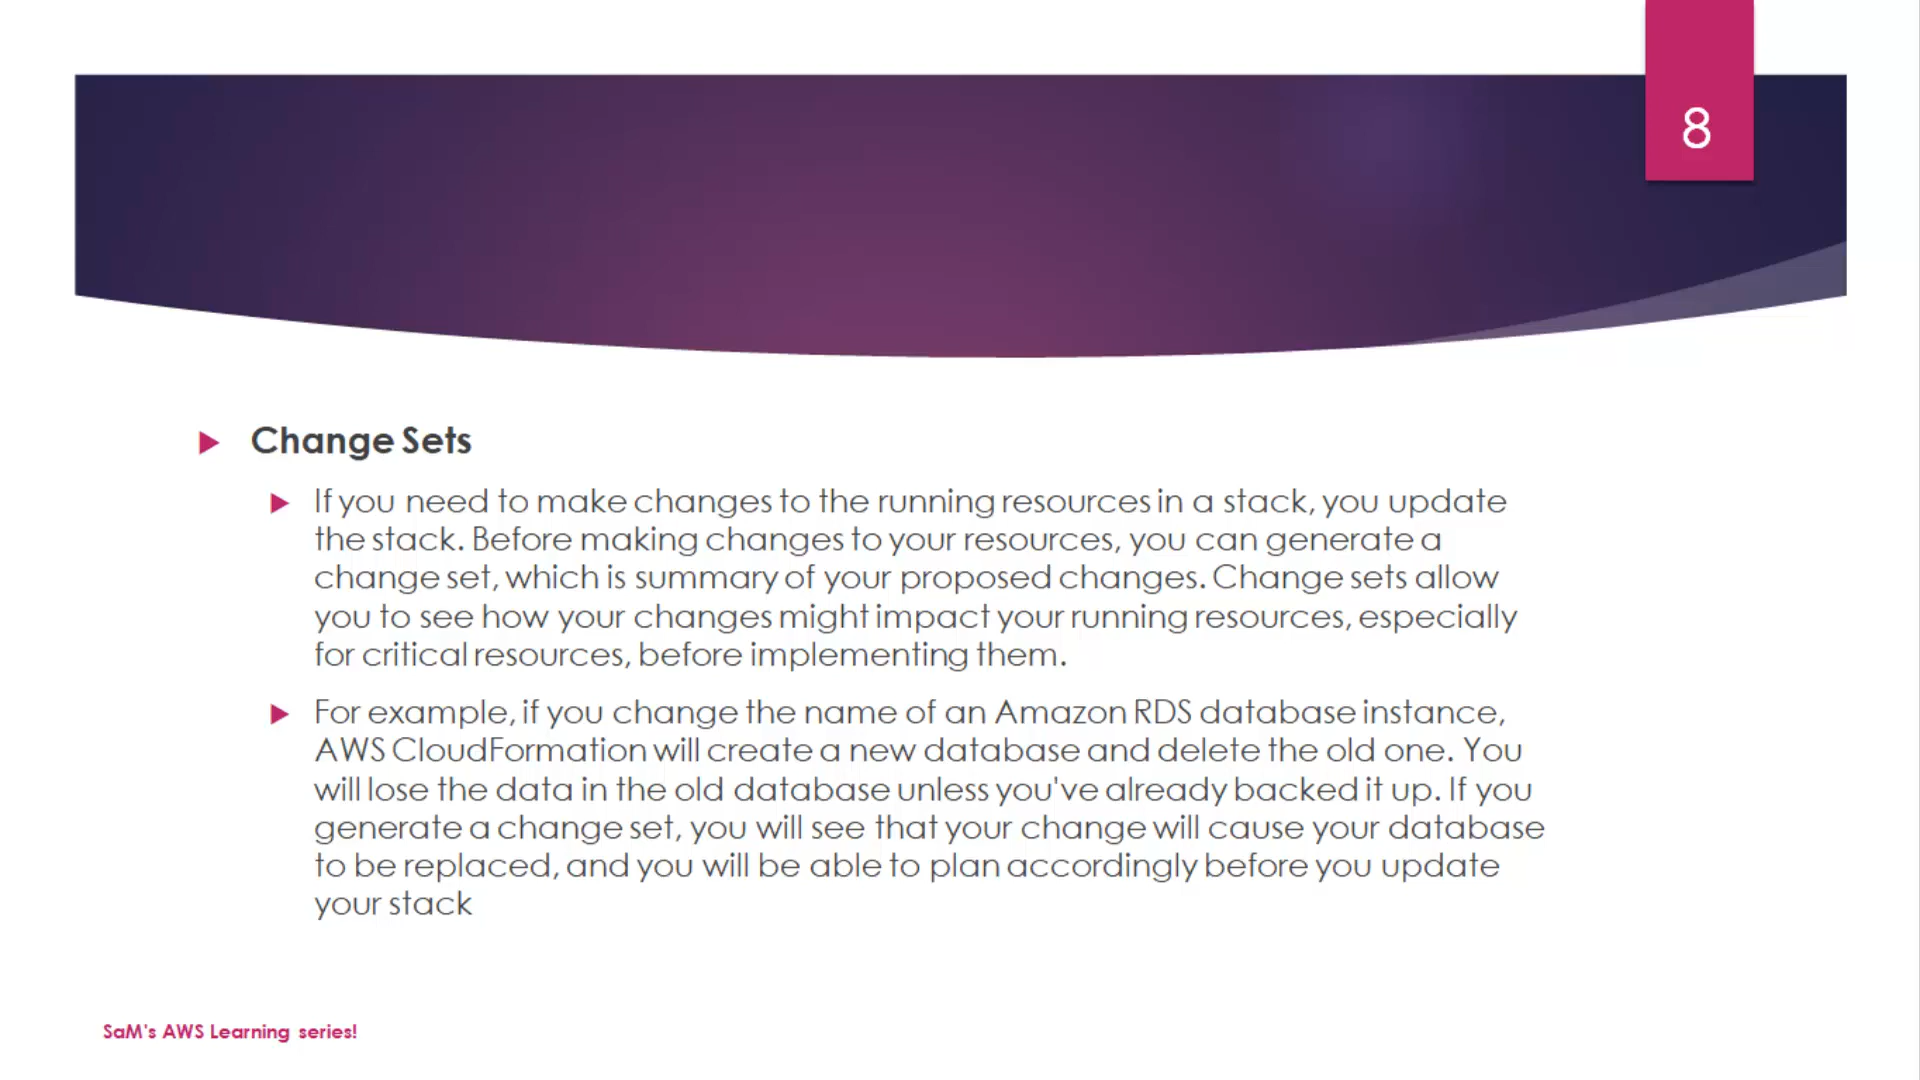 8
Change Sets
If you need to make changes to the running resources in a stack, you update
the stack. Before making changes to your resources, you can generate a
change set, which is summary of your proposed changes. Change sets allow
you to see how your changes might impact your running resources, especially
for critical resources, before implementing them.
For example, if you change the name of an Amazon RDS database instance,
AWS CloudFormation will create a new database and delete the old one. You
will lose the data in the old database unless you've already backed it up. If you
generate a change set, you will see that your change will cause your database
to be replaced, and you will be able to plan accordingly before you update
your stack
SaM's AWS Learning series!